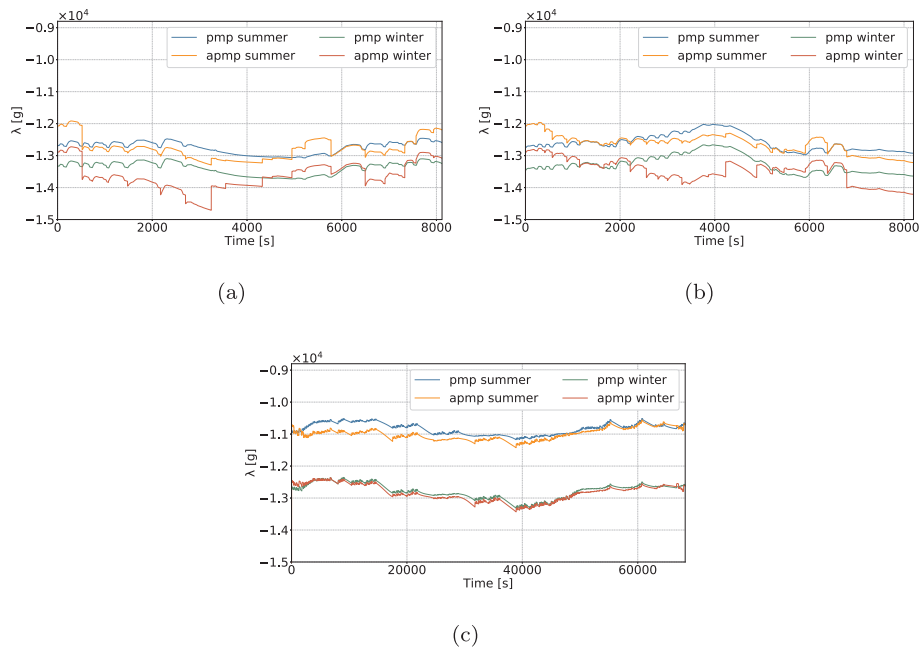 ×10⁴
−0.9
−1.0
−1.1
−1.2
−1.3
−1.4
−1.5
λ [g]
pmp summer pmp winter
apmp summer apmp winter
0 2000 4000 6000 8000
Time [s]
(a)
×10⁴
−0.9
−1.0
−1.1
−1.2
−1.3
−1.4
−1.5
λ [g]
pmp summer pmp winter
apmp summer apmp winter
0 2000 4000 6000 8000
Time [s]
(b)
×10⁴
−0.9
−1.0
−1.1
−1.2
−1.3
−1.4
−1.5
λ [g]
pmp summer pmp winter
apmp summer apmp winter
0 20000 40000 60000
Time [s]
(c)